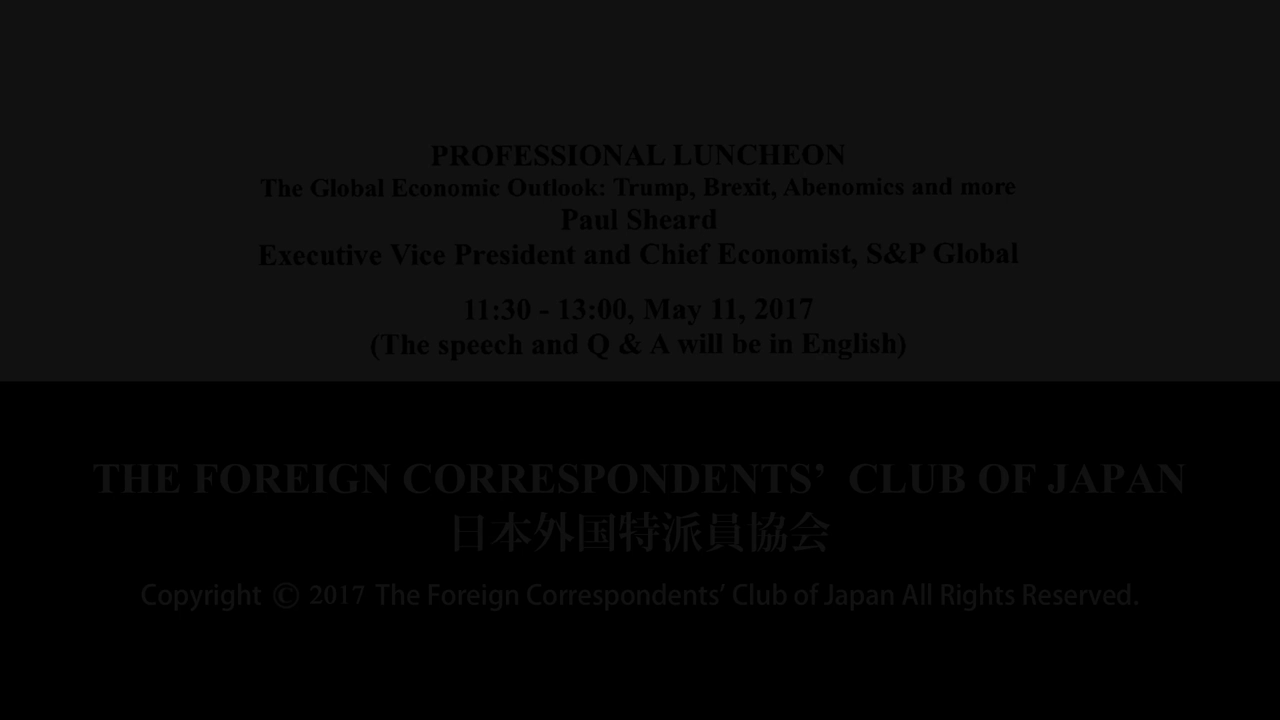 PROFESSIONAL LUNCHEON
The Global Economic Outlook: Trump, Brexit, Abenomics and more
Paul Sheard
Executive Vice President and Chief Economist, S&P Global
11:30 - 13:00, May 11, 2017
(The speech and Q & A will be in English)
THE FOREIGN CORRESPONDENTS’ CLUB OF JAPAN
日本外国特派員協会
Copyright © 2017 The Foreign Correspondents’ Club of Japan All Rights Reserved.